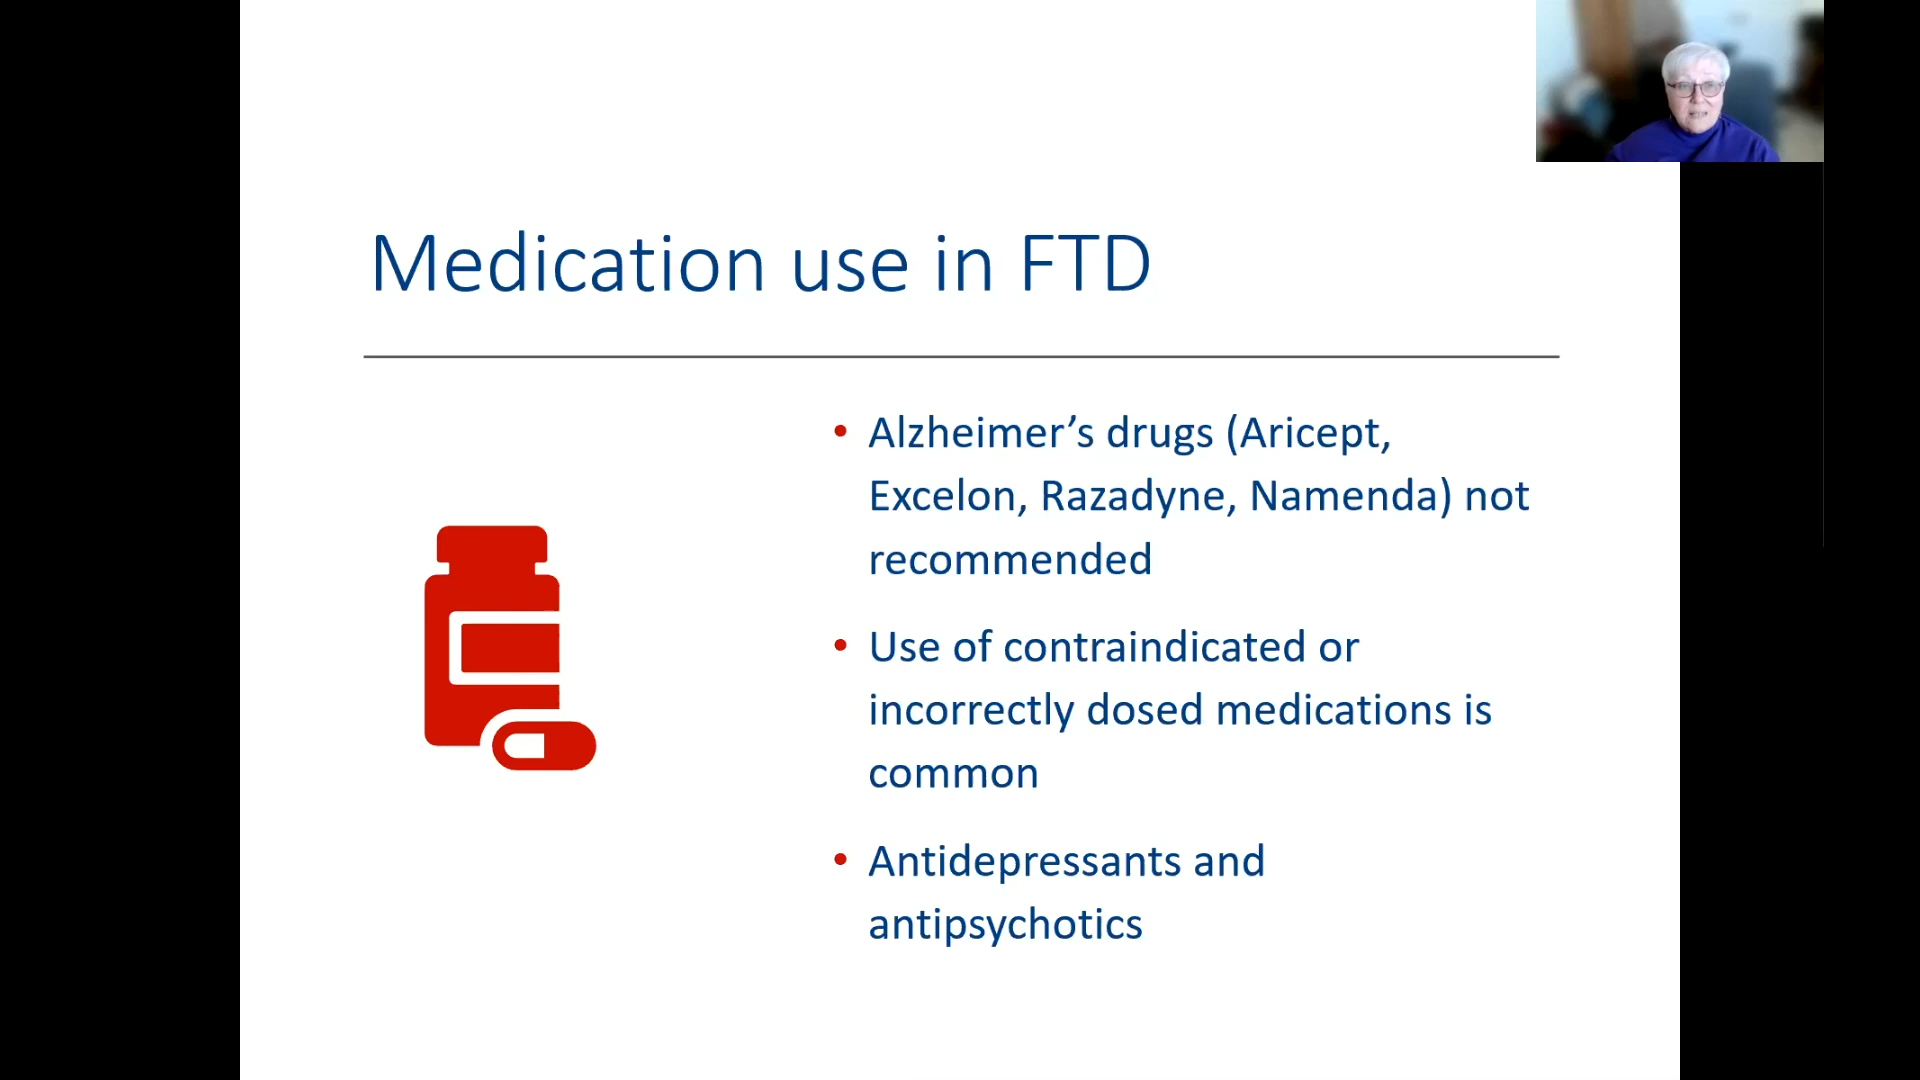 Medication use in FTD
• Alzheimer’s drugs (Aricept,
Excelon, Razadyne, Namenda) not
recommended
• Use of contraindicated or
incorrectly dosed medications is
common
• Antidepressants and
antipsychotics